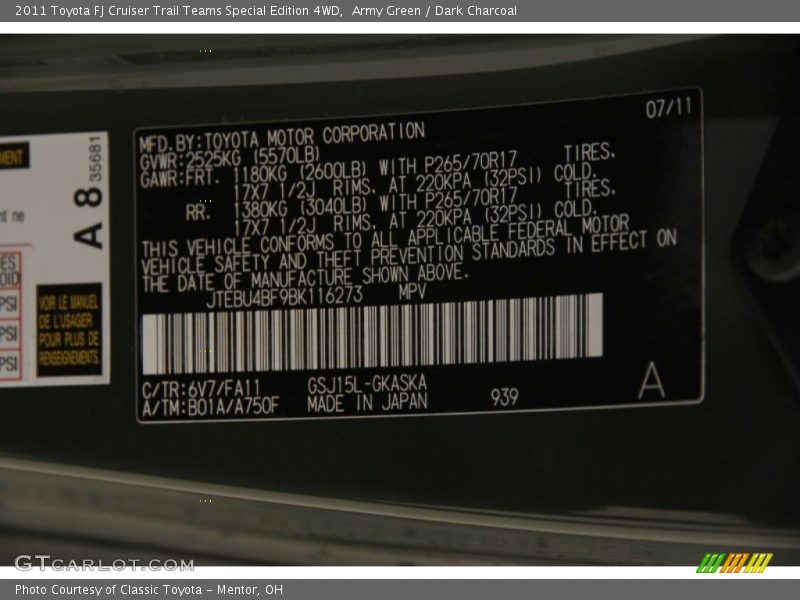 2011 Toyota FJ Cruiser Trail Teams Special Edition 4WD,  Army Green / Dark Charcoal
07/11
MFD.BY:TOYOTA MOTOR CORPORATION
GVWR:2525KG (5570LB)
GAWR:FRT. 1180KG (2600LB) WITH P265/70R17 TIRES.
17X7 1/2J RIMS. AT 220KPA (32PSI) COLD.
RR. 1380KG (3040LB) WITH P265/70R17 TIRES.
17X7 1/2J RIMS. AT 220KPA (32PSI) COLD.
THIS VEHICLE CONFORMS TO ALL APPLICABLE FEDERAL MOTOR
VEHICLE SAFETY AND THEFT PREVENTION STANDARDS IN EFFECT ON
THE DATE OF MANUFACTURE SHOWN ABOVE.
JTEBU4BF9BK116273 MPV
C/TR:6V7/FA11 GSJ15L-GKASKA
A/TM:B01A/A750F MADE IN JAPAN 939 A
MENT
nt ne
A 8 35681
ES
OID
PSI
PSI
PSI
VOIR LE MANUEL
DE L'USAGER
POUR PLUS DE
RENSEIGNEMENTS
GTCARLOT.COM
Photo Courtesy of Classic Toyota - Mentor, OH